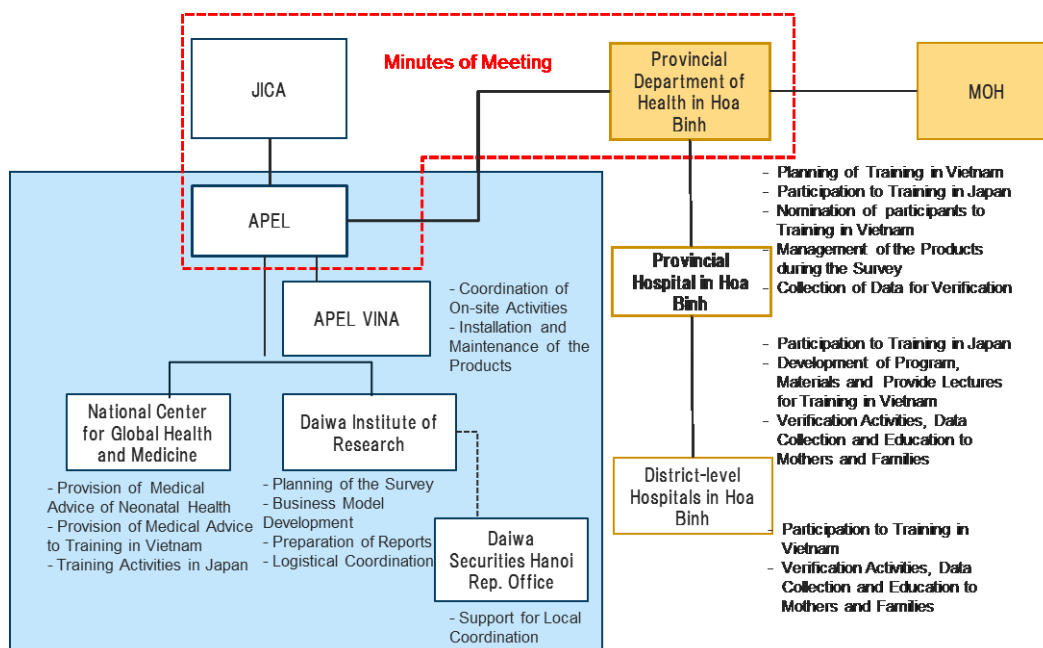 Minutes of Meeting
JICA
Provincial
Department of
Health in Hoa
Binh
MOH
APEL
- Planning of Training in Vietnam
- Participation to Training in Japan
- Nomination of participants to
Training in Vietnam
- Management of the Products
during the Survey
- Collection of Data for Verification
Provincial
Hospital in Hoa
Binh
APEL VINA
- Coordination of
On-site Activities
- Installation and
Maintenance of the
Products
- Participation to Training in Japan
- Development of Program,
Materials and Provide Lectures
for Training in Vietnam
- Verification Activities, Data
Collection and Education to
Mothers and Families
National Center
for Global Health
and Medicine
- Provision of Medical
Advice of Neonatal Health
- Provision of Medical Advice
to Training in Vietnam
- Training Activities in Japan
Daiwa Institute of
Research
- Planning of the Survey
- Business Model
Development
- Preparation of Reports
- Logistical Coordination
Daiwa
Securities Hanoi
Rep. Office
- Support for Local
Coordination
District-level
Hospitals in Hoa
Binh
- Participation to Training in
Vietnam
- Verification Activities, Data
Collection and Education to
Mothers and Families